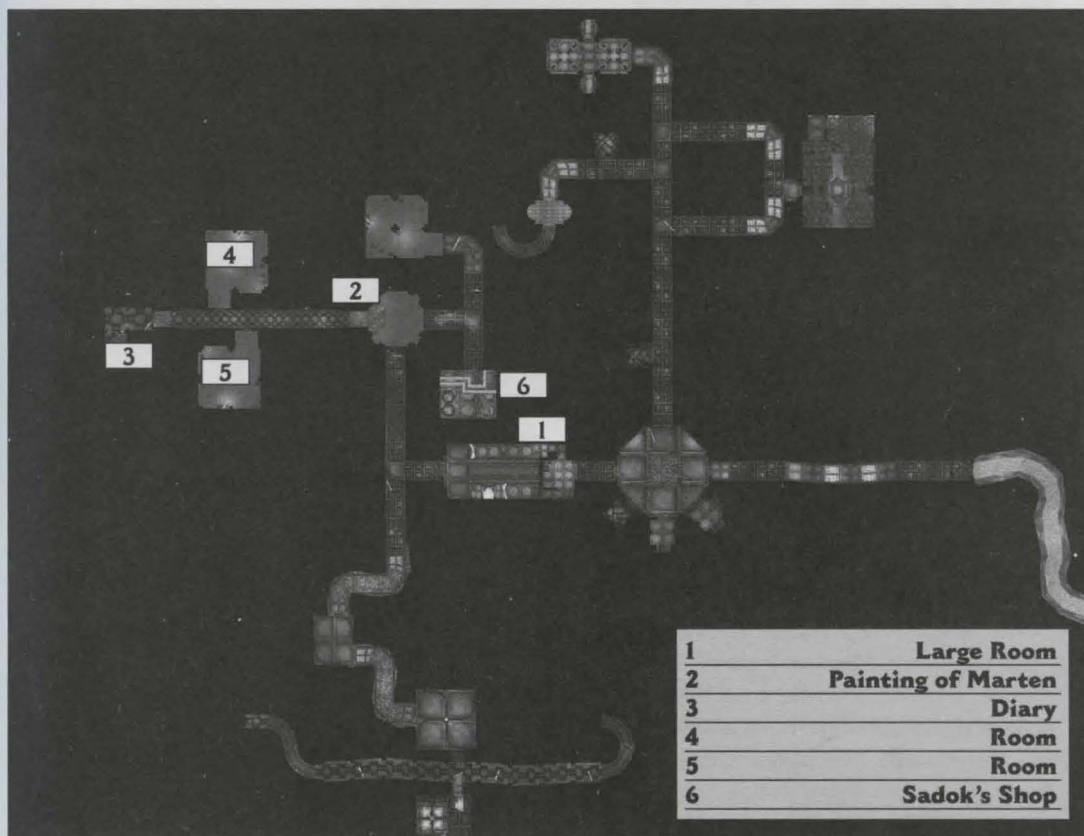 4
2
3
5
6
1
1 Large Room
2 Painting of Marten
3 Diary
4 Room
5 Room
6 Sadok's Shop